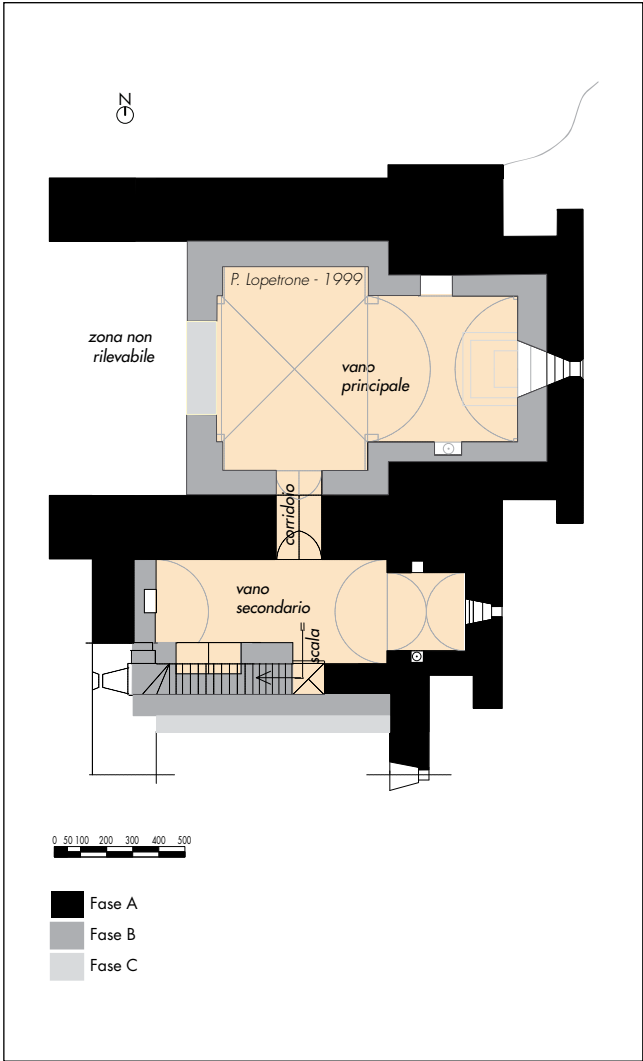 N
P. Lopetrone - 1999
zona non
rilevabile
vano
principale
corridoio
vano
secondario
scala
0 50 100 200 300 400 500
Fase A
Fase B
Fase C